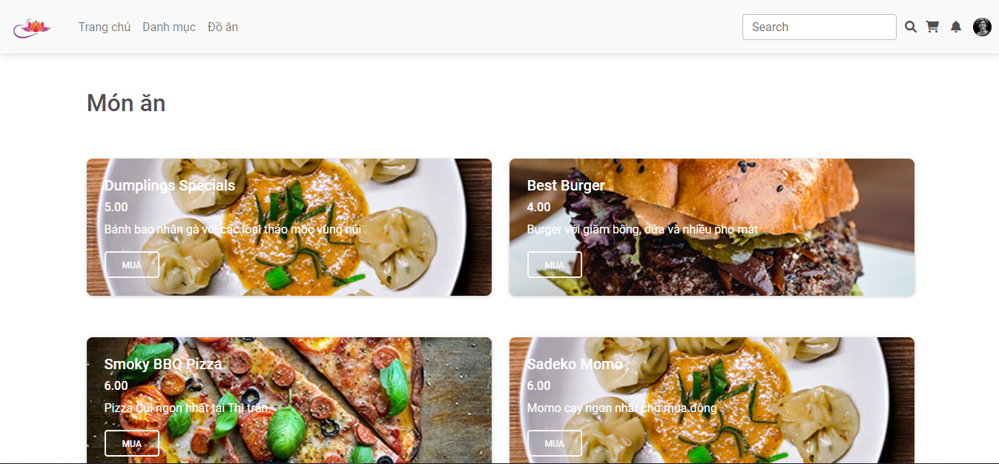 Trang chủ Danh mục Đồ ăn Search
Món ăn
Dumplings Specials
5.00
Bánh bao nhân gà với các loại thảo mộc vùng núi
MUA
Best Burger
4.00
Burger với giăm bông, dứa và nhiều pho mát
MUA
Smoky BBQ Pizza
6.00
Pizza Củi ngon nhất tại Thị trấn.
MUA
Sadeko Momo
6.00
Momo cay ngon nhất cho mùa đông
MUA